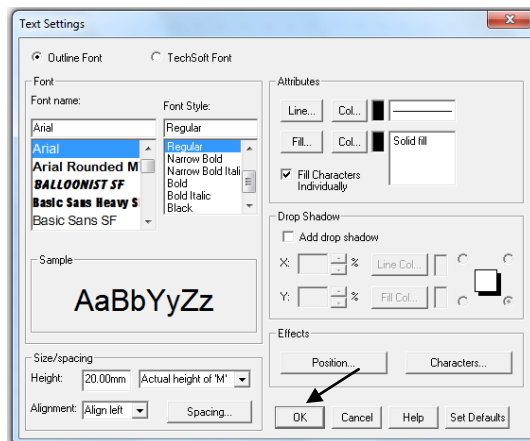 Text Settings
Outline Font
TechSoft Font
Font
Font name:
Font Style:
Arial
Regular
Arial
Arial Rounded M
BALLOONIST SF
Basic Sans Heavy S
Basic Sans SF
Regular
Narrow Bold
Narrow Bold Itali
Bold
Bold Italic
Black
Sample
AaBbYyZz
Size/spacing
Height:
20.00mm
Actual height of 'M'
Alignment:
Align left
Spacing...
Attributes
Line...
Col...
Fill...
Col...
Solid fill
Fill Characters
Individually
Drop Shadow
Add drop shadow
X:
%
Line Col...
Y:
%
Fill Col...
Effects
Position...
Characters...
OK
Cancel
Help
Set Defaults